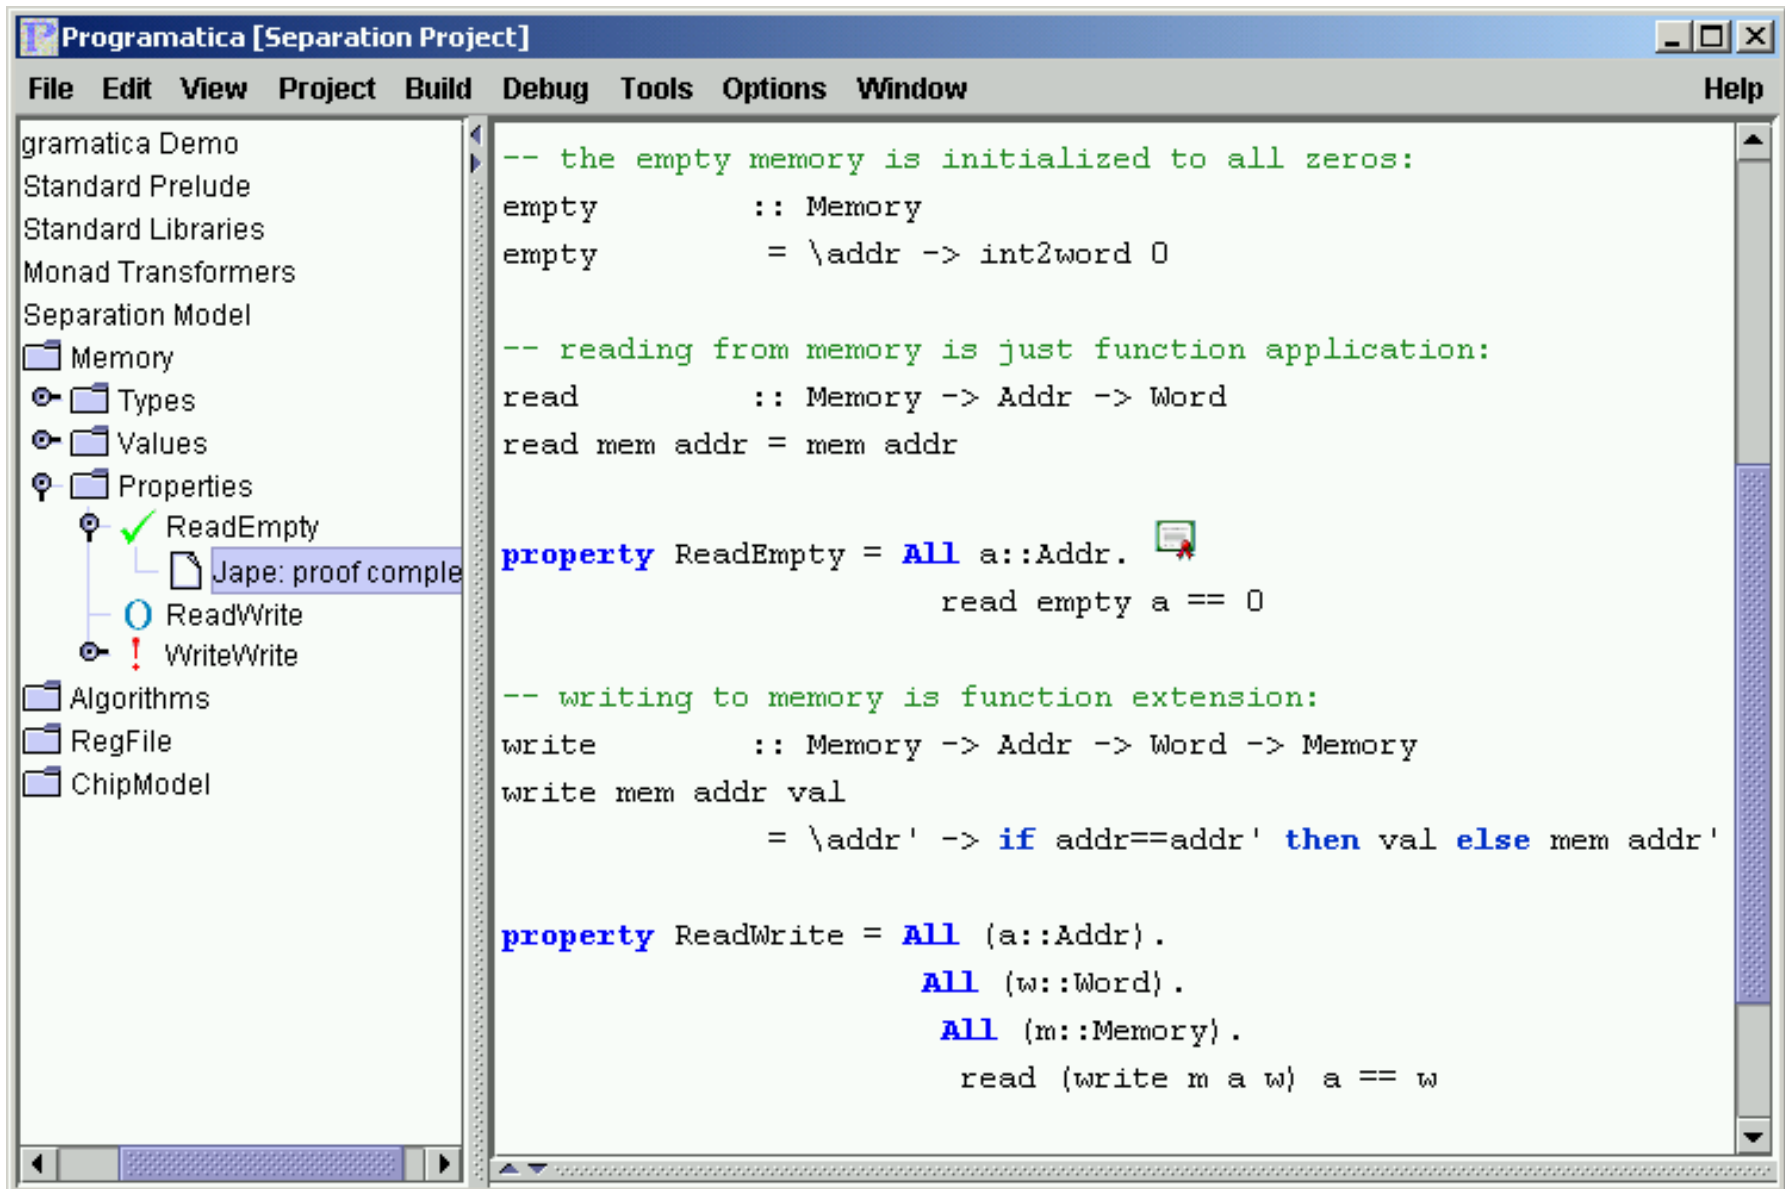 Programatica [Separation Project]
File Edit View Project Build Debug Tools Options Window Help
gramatica Demo
Standard Prelude
Standard Libraries
Monad Transformers
Separation Model
Memory
Types
Values
Properties
ReadEmpty
Jape: proof comple
ReadWrite
WriteWrite
Algorithms
RegFile
ChipModel
-- the empty memory is initialized to all zeros:
empty :: Memory
empty = \addr -> int2word 0
-- reading from memory is just function application:
read :: Memory -> Addr -> Word
read mem addr = mem addr
property ReadEmpty = All a::Addr.
read empty a == 0
-- writing to memory is function extension:
write :: Memory -> Addr -> Word -> Memory
write mem addr val
= \addr' -> if addr==addr' then val else mem addr'
property ReadWrite = All (a::Addr).
All (w::Word).
All (m::Memory).
read (write m a w) a == w